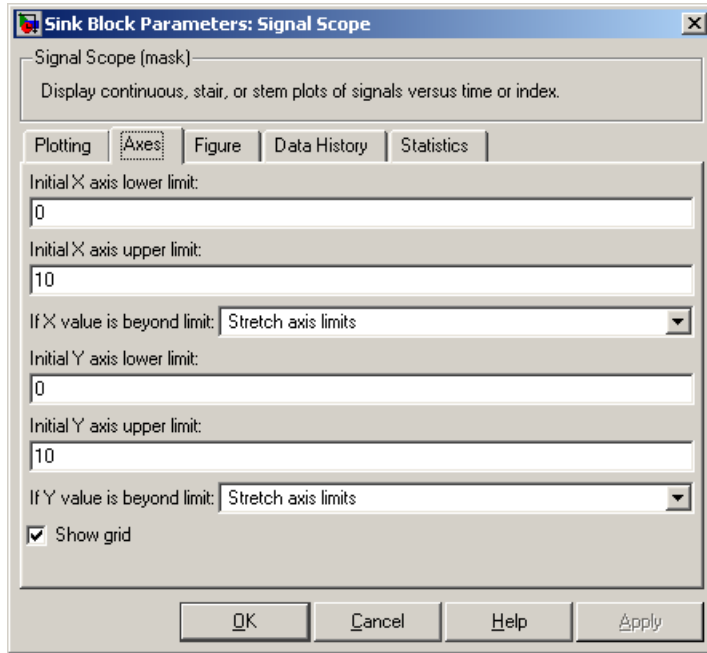 Sink Block Parameters: Signal Scope
Signal Scope (mask)
Display continuous, stair, or stem plots of signals versus time or index.
Plotting Axes Figure Data History Statistics
Initial X axis lower limit:
0
Initial X axis upper limit:
10
If X value is beyond limit: Stretch axis limits
Initial Y axis lower limit:
0
Initial Y axis upper limit:
10
If Y value is beyond limit: Stretch axis limits
Show grid
OK Cancel Help Apply